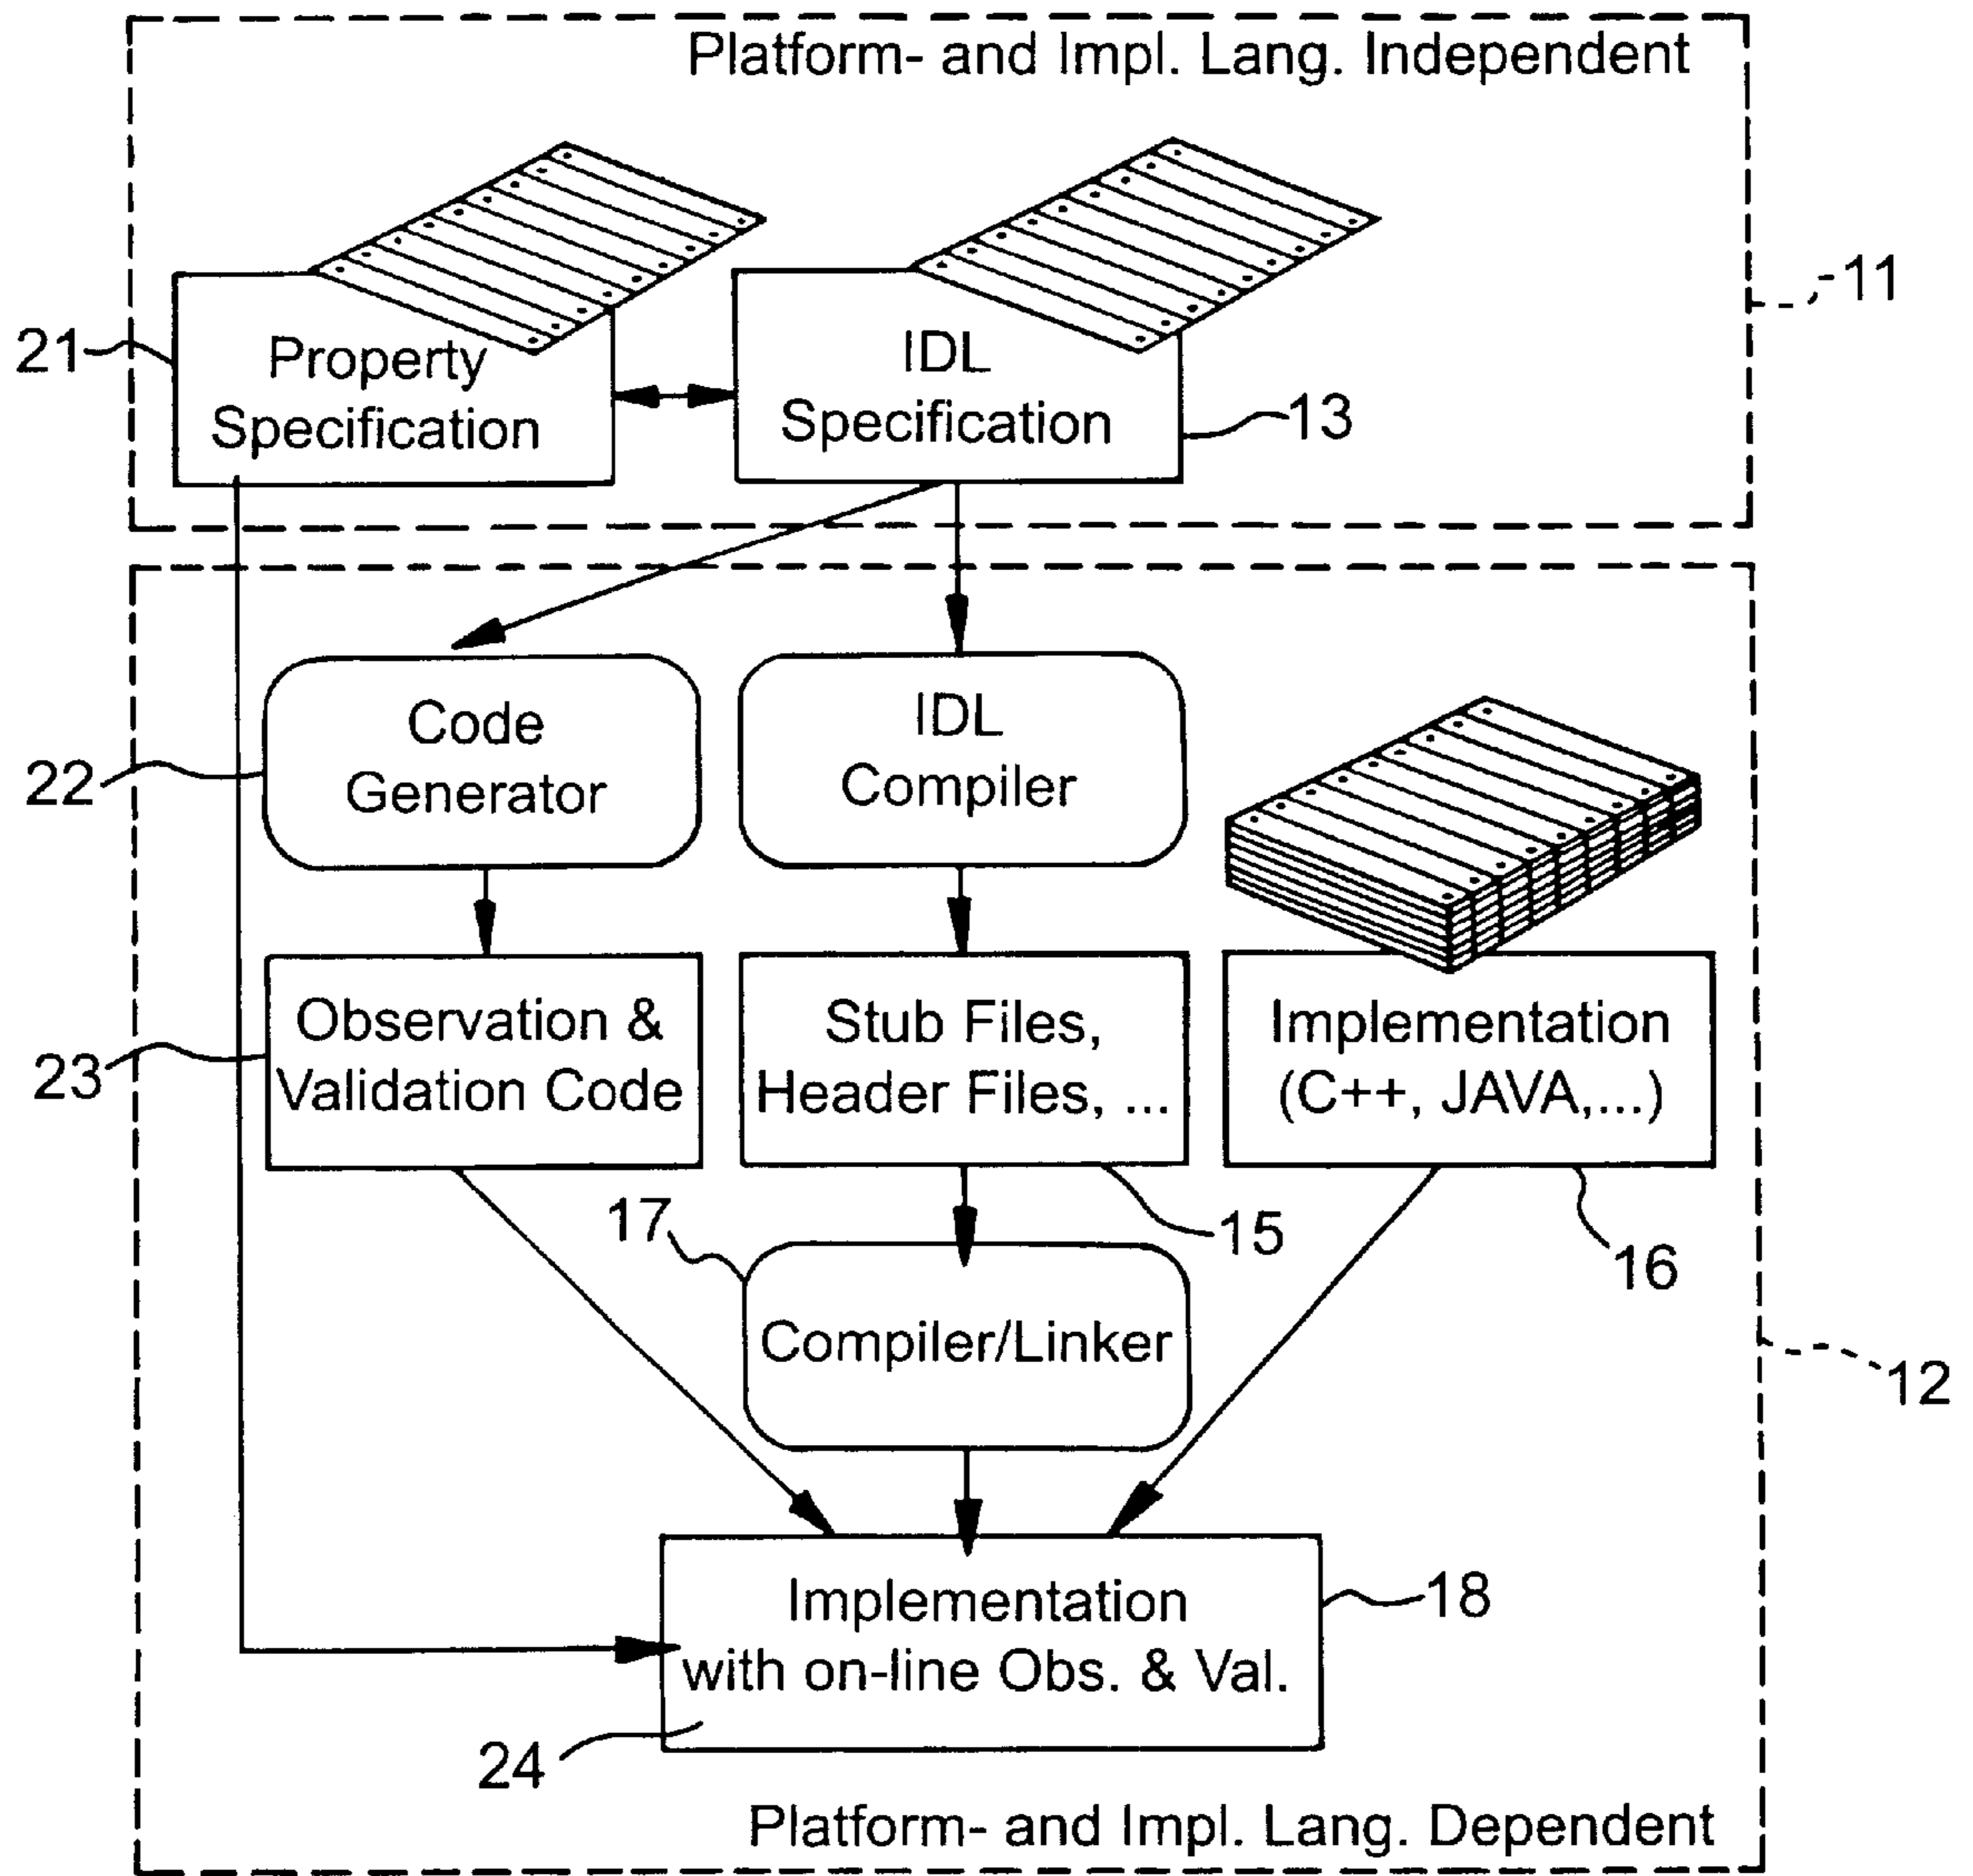 Platform- and Impl. Lang. Independent
11
21
Property
Specification
IDL
Specification
13
22
Code
Generator
IDL
Compiler
23
Observation &
Validation Code
Stub Files,
Header Files, ...
Implementation
(C++, JAVA,...)
17
15
16
Compiler/Linker
12
Implementation
with on-line Obs. & Val.
18
24
Platform- and Impl. Lang. Dependent